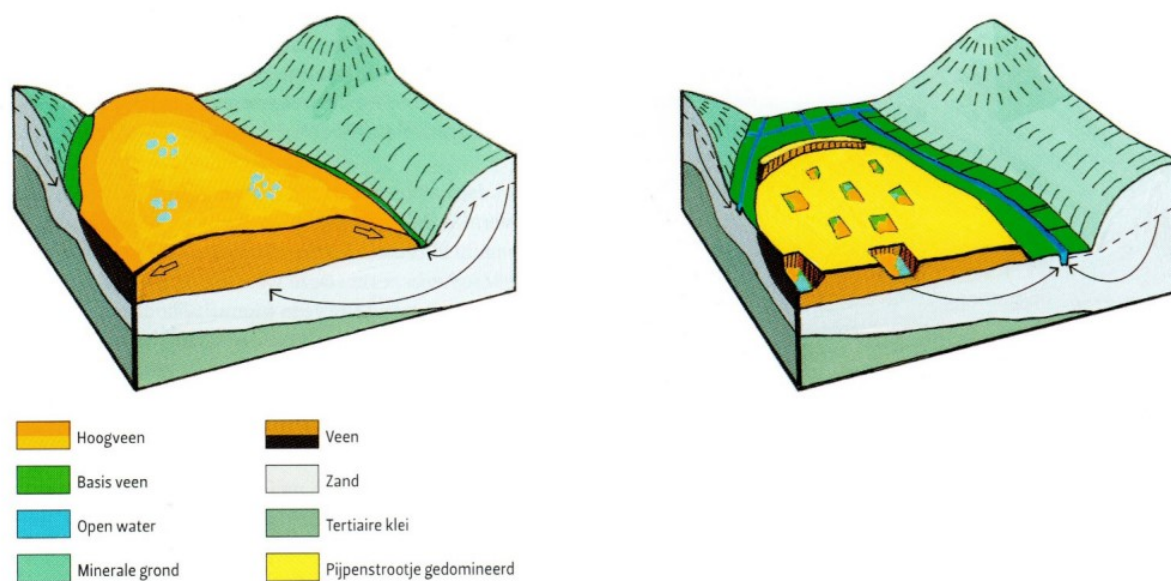 Hoogveen
Basis veen
Open water
Minerale grond
Veen
Zand
Tertiaire klei
Pijpenstrootje gedomineerd